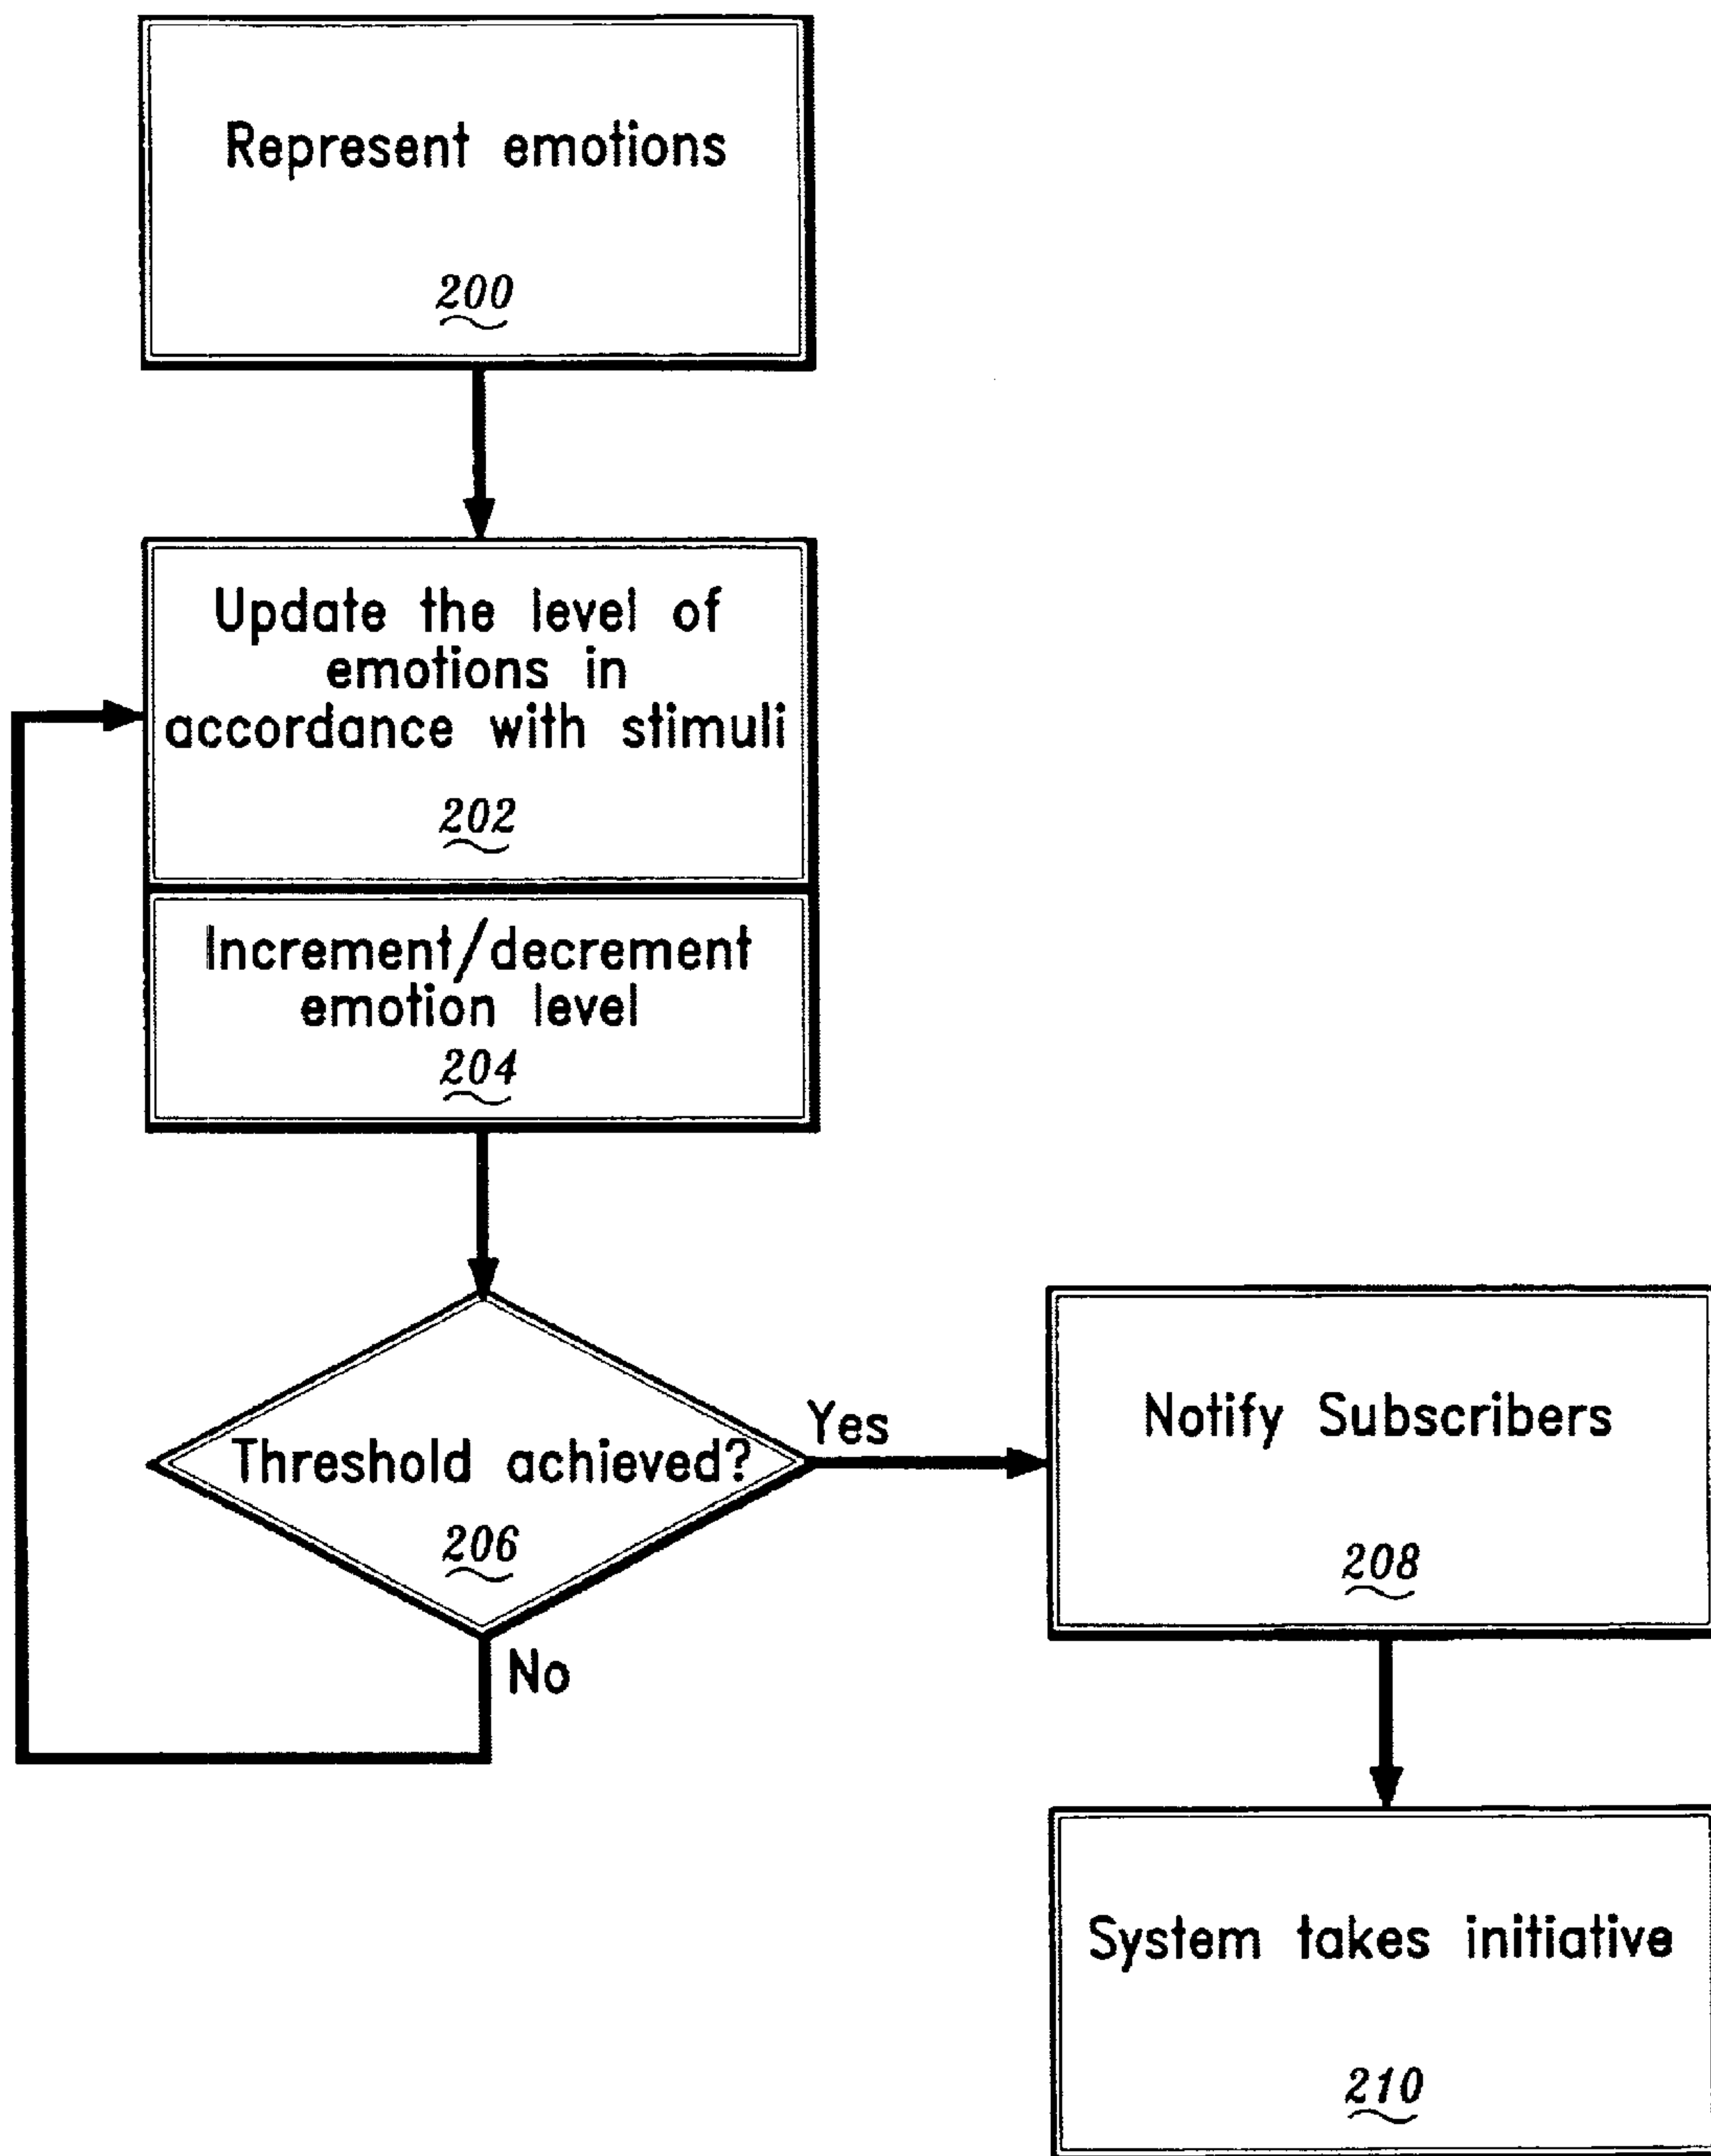 Represent emotions
200
Update the level of
emotions in
accordance with stimuli
202
Increment/decrement
emotion level
204
Threshold achieved?
206
Yes
No
Notify Subscribers
208
System takes initiative
210